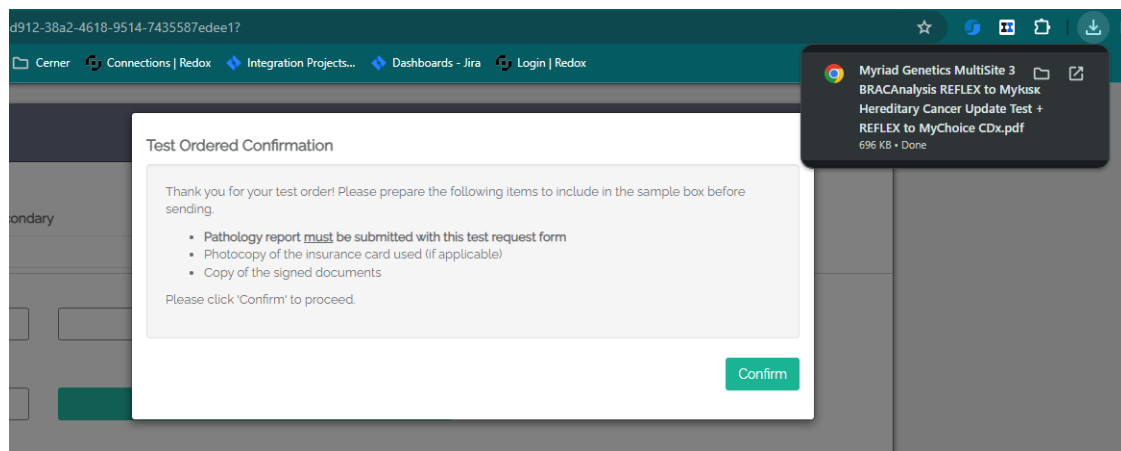 d912-38a2-4618-9514-7435587edee1?
Cerner
Connections | Redox
Integration Projects...
Dashboards - Jira
Login | Redox
Myriad Genetics MultiSite 3
BRACAnalysis REFLEX to MyRisk
Hereditary Cancer Update Test +
REFLEX to MyChoice CDx.pdf
696 KB • Done
Test Ordered Confirmation
Thank you for your test order! Please prepare the following items to include in the sample box before
sending.
• Pathology report must be submitted with this test request form
• Photocopy of the insurance card used (if applicable)
• Copy of the signed documents
Please click 'Confirm' to proceed.
Confirm
ondary